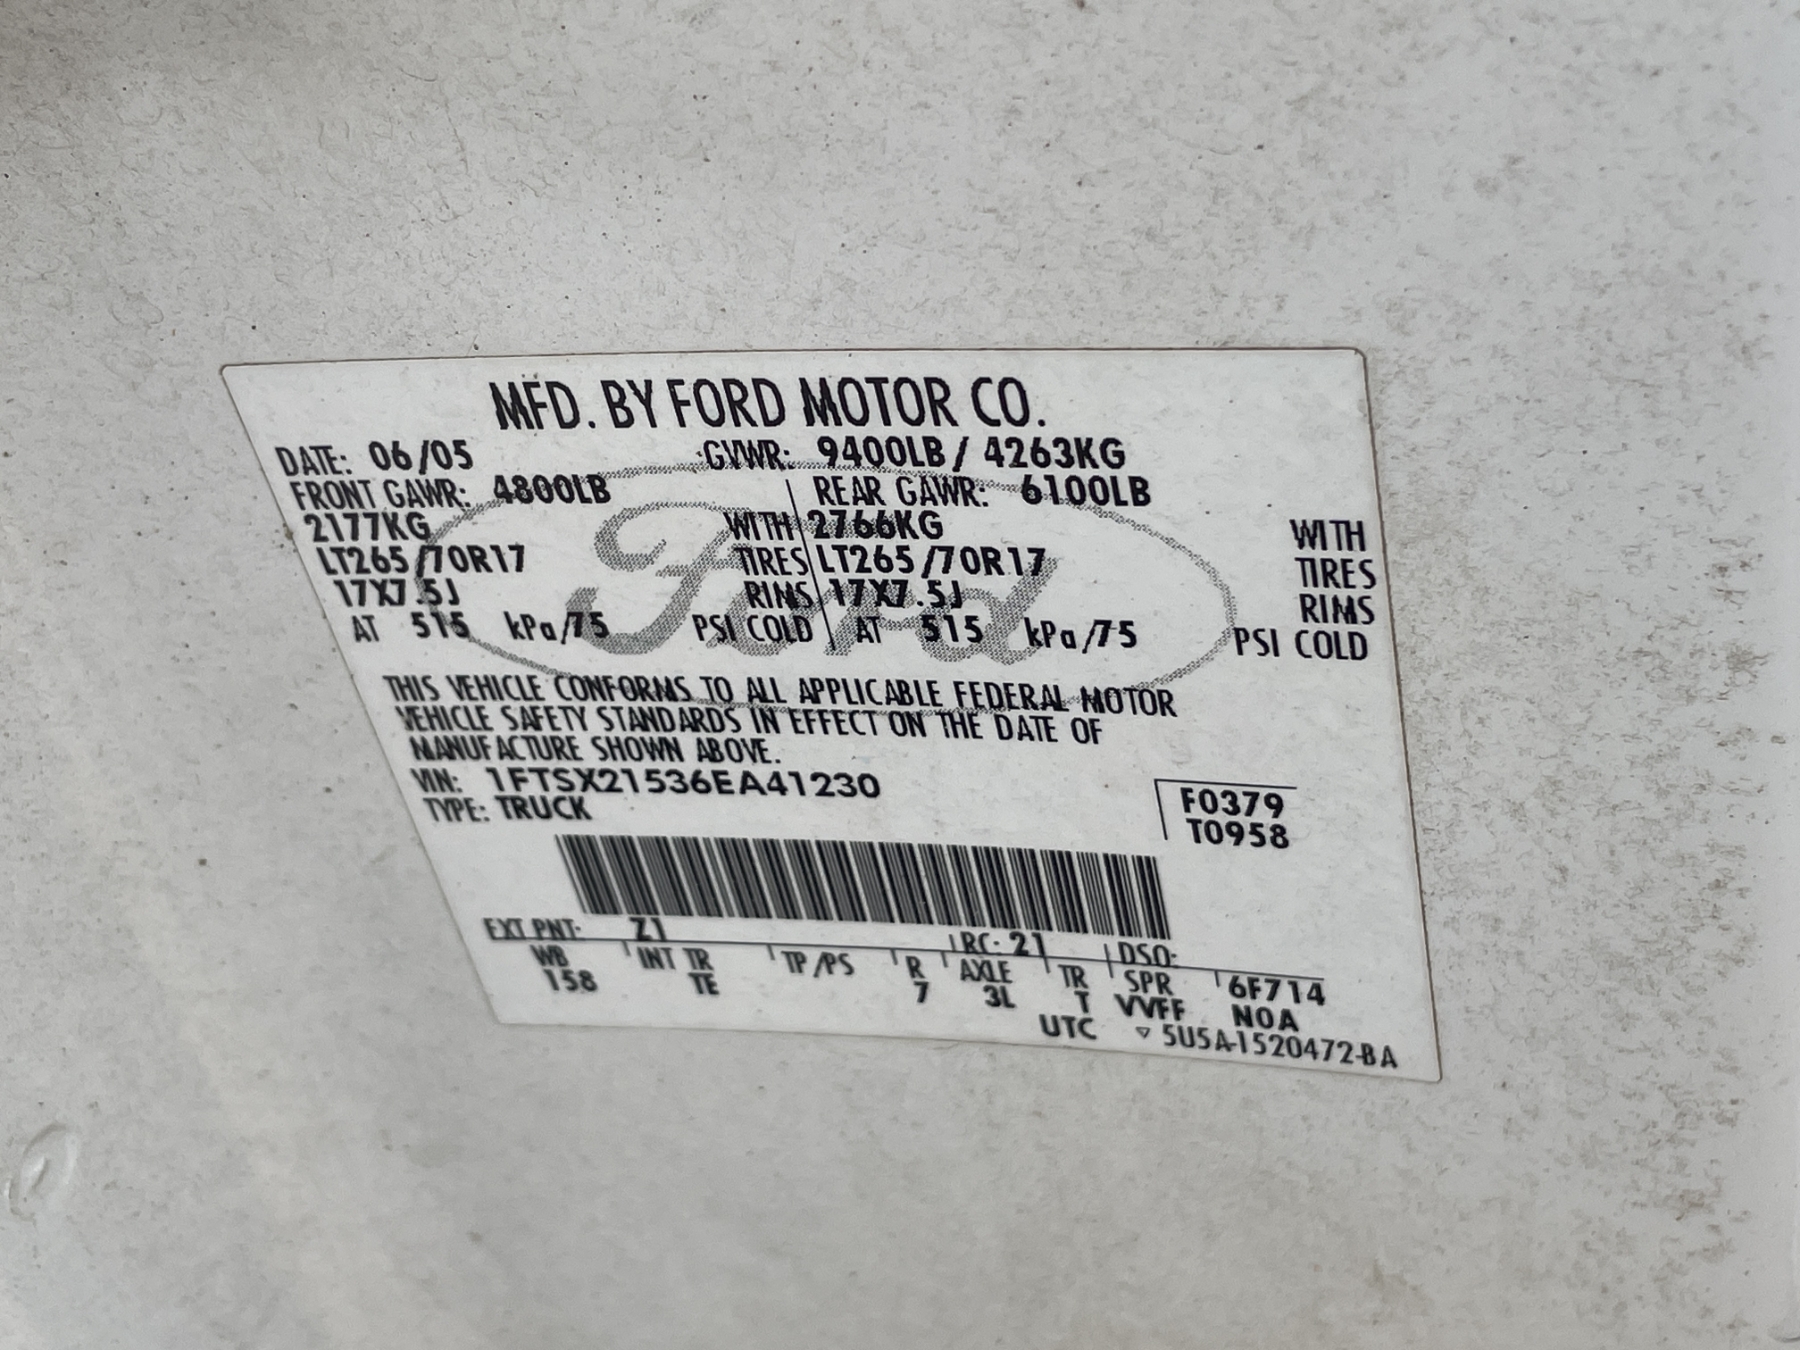 MFD. BY FORD MOTOR CO.
DATE: 06/05 GVWR: 9400LB / 4263KG
FRONT GAWR: 4800LB REAR GAWR: 6100LB
2177KG WITH 2766KG WITH
LT265/70R17 TIRES LT265/70R17 TIRES
17X7.5J RIMS 17X7.5J RIMS
AT 515 kPa/75 PSI COLD AT 515 kPa/75 PSI COLD
Ford
THIS VEHICLE CONFORMS TO ALL APPLICABLE FEDERAL MOTOR
VEHICLE SAFETY STANDARDS IN EFFECT ON THE DATE OF
MANUFACTURE SHOWN ABOVE.
VIN: 1FTSX21536EA41230
TYPE: TRUCK
F0379
T0958
EXT PNT: Z1 RC: 21 DSO:
WB INT TR TP/PS R AXLE TR SPR 6F714
158 TE 7 3L T VVFF N0A
UTC ▽ 5U5A-1520472-BA